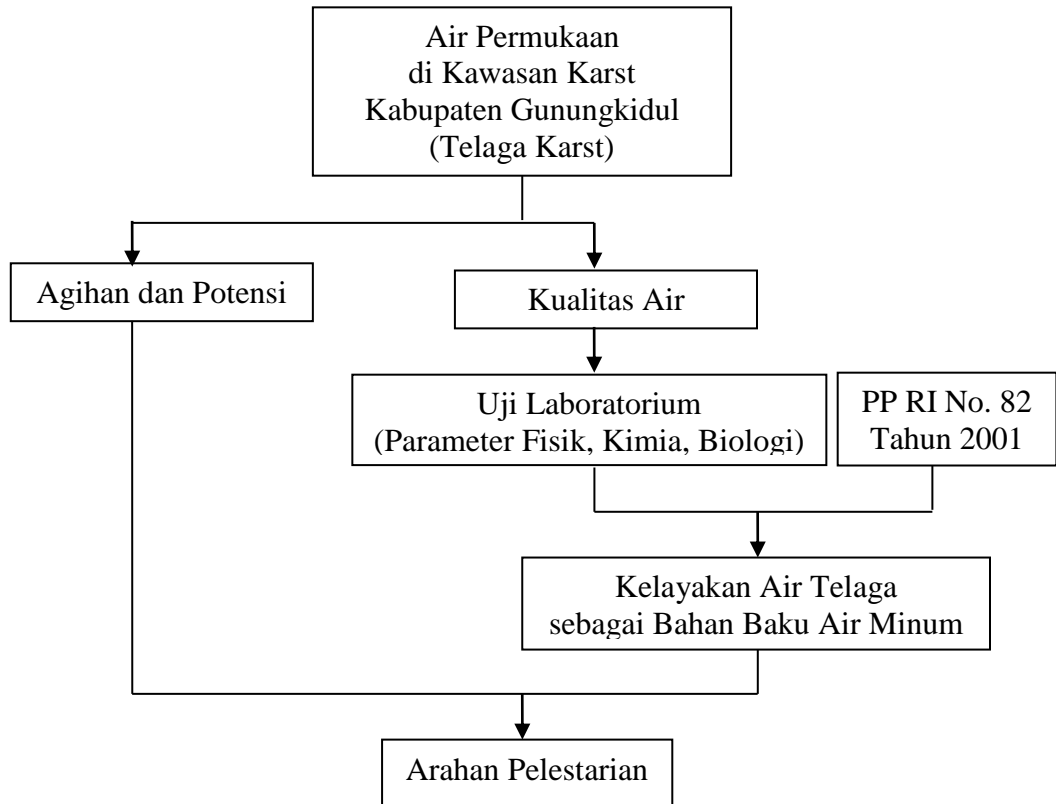 Air Permukaan
di Kawasan Karst
Kabupaten Gunungkidul
(Telaga Karst)
Agihan dan Potensi
Kualitas Air
Uji Laboratorium
(Parameter Fisik, Kimia, Biologi)
PP RI No. 82
Tahun 2001
Kelayakan Air Telaga
sebagai Bahan Baku Air Minum
Arahan Pelestarian